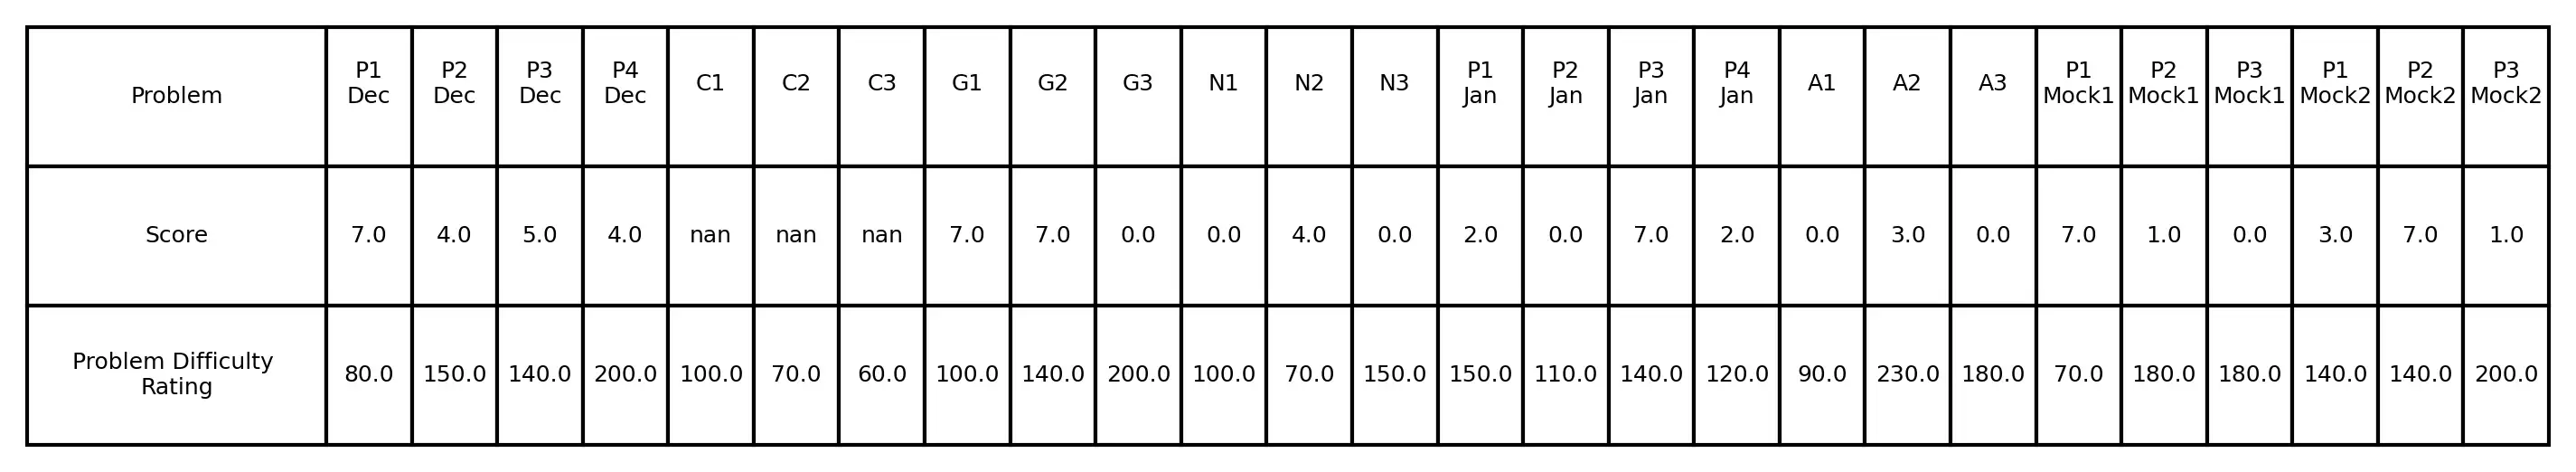 Problem P1 Dec P2 Dec P3 Dec P4 Dec C1 C2 C3 G1 G2 G3 N1 N2 N3 P1 Jan P2 Jan P3 Jan P4 Jan A1 A2 A3 P1 Mock1 P2 Mock1 P3 Mock1 P1 Mock2 P2 Mock2 P3 Mock2
Score 7.0 4.0 5.0 4.0 nan nan nan 7.0 7.0 0.0 0.0 4.0 0.0 2.0 0.0 7.0 2.0 0.0 3.0 0.0 7.0 1.0 0.0 3.0 7.0 1.0
Problem Difficulty Rating 80.0 150.0 140.0 200.0 100.0 70.0 60.0 100.0 140.0 200.0 100.0 70.0 150.0 150.0 110.0 140.0 120.0 90.0 230.0 180.0 70.0 180.0 180.0 140.0 140.0 200.0